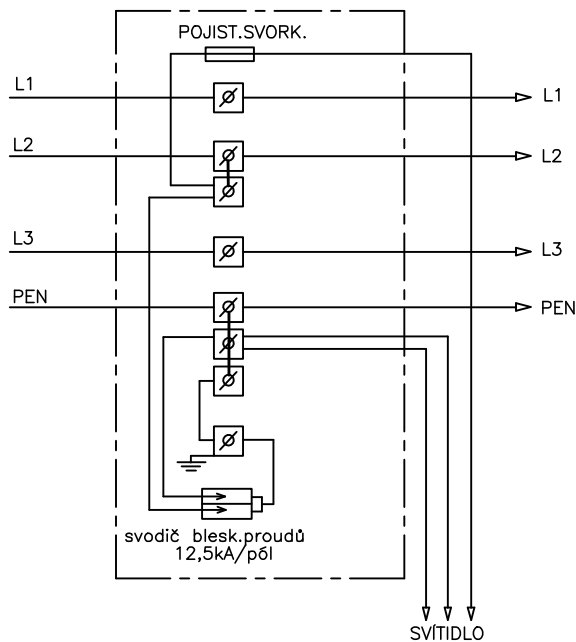 POJIST.SVORK.
L1
L1
L2
L2
L3
L3
PEN
PEN
svodič blesk.proudů
12,5kA/pól
SVÍTIDLO